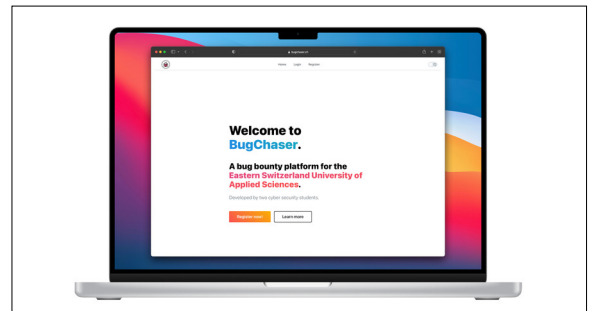 Home Login Register
Welcome to
BugChaser.
A bug bounty platform for the
Eastern Switzerland University of
Applied Sciences.
Developed by two cyber security students.
Register now!
Learn more